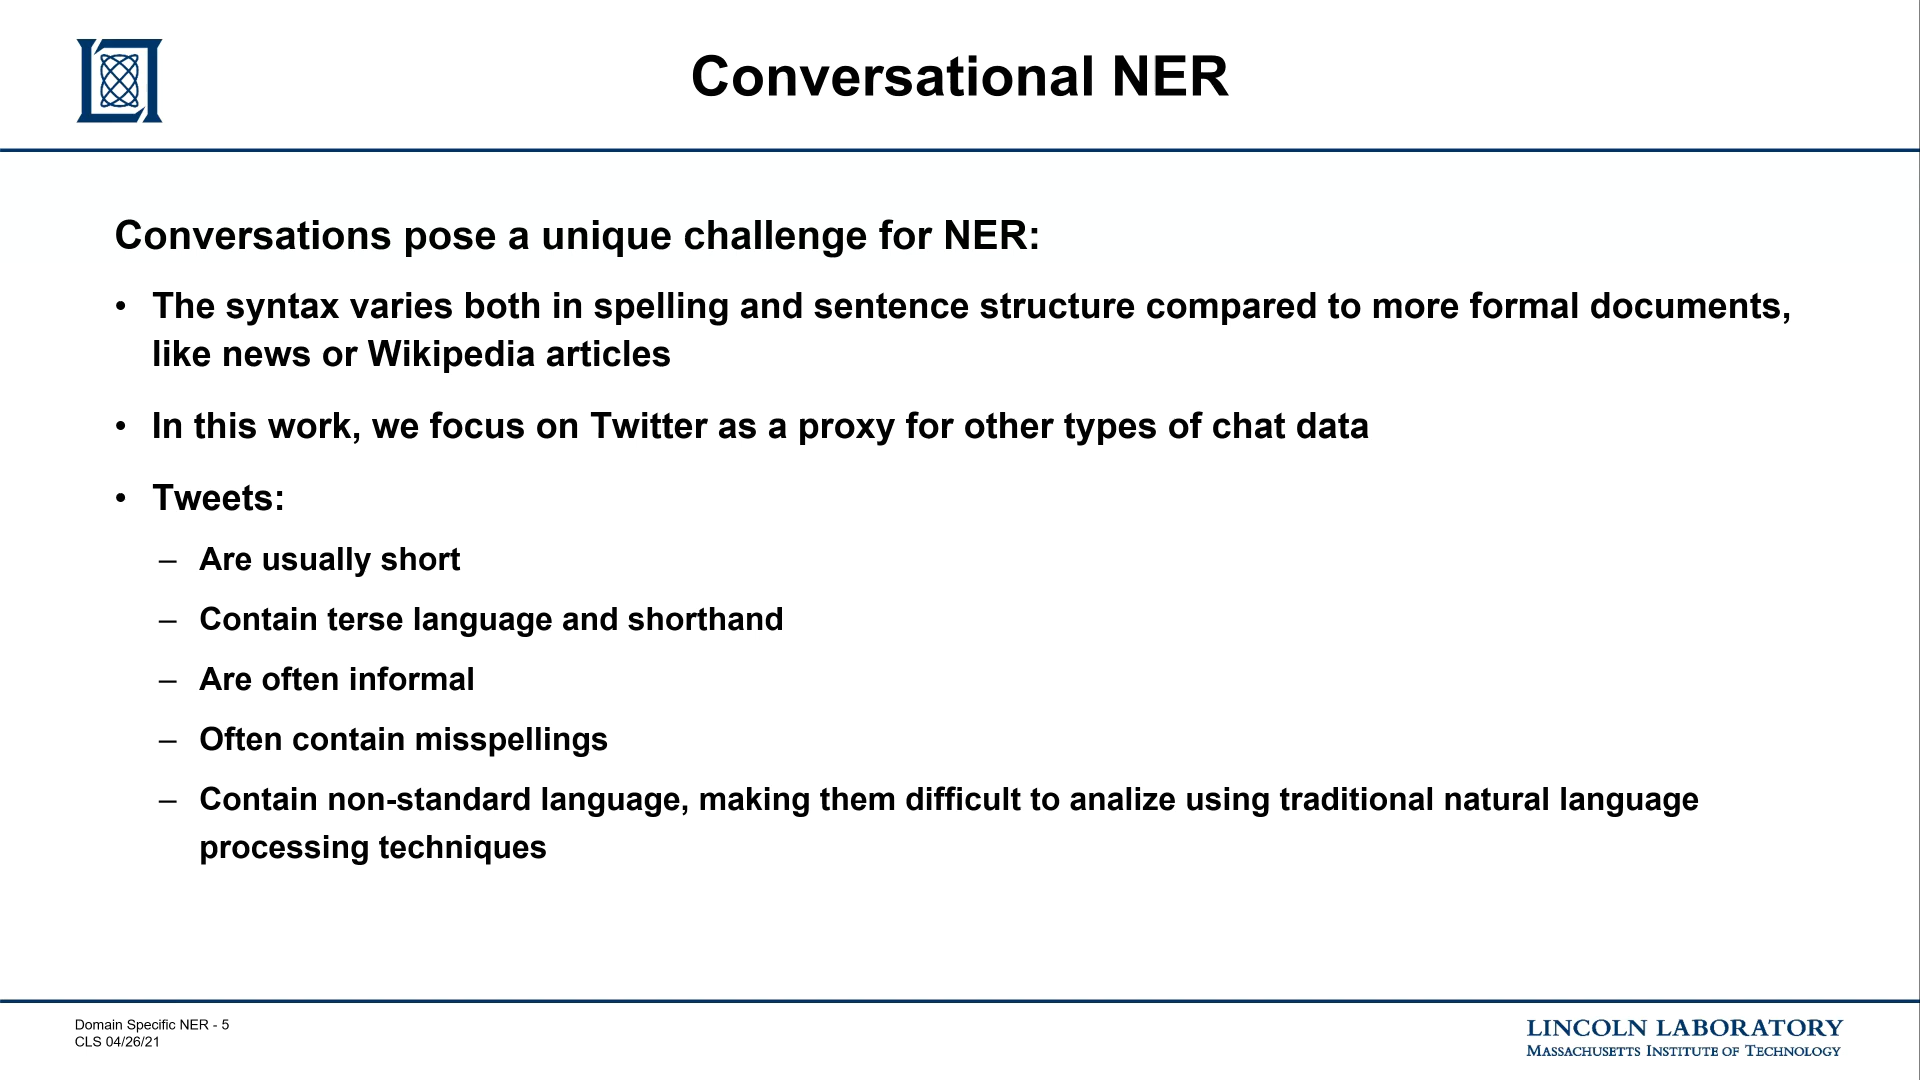 Conversational NER
Conversations pose a unique challenge for NER:
• The syntax varies both in spelling and sentence structure compared to more formal documents,
like news or Wikipedia articles
• In this work, we focus on Twitter as a proxy for other types of chat data
• Tweets:
– Are usually short
– Contain terse language and shorthand
– Are often informal
– Often contain misspellings
– Contain non-standard language, making them difficult to analize using traditional natural language
processing techniques
Domain Specific NER - 5
CLS 04/26/21
LINCOLN LABORATORY
MASSACHUSETTS INSTITUTE OF TECHNOLOGY